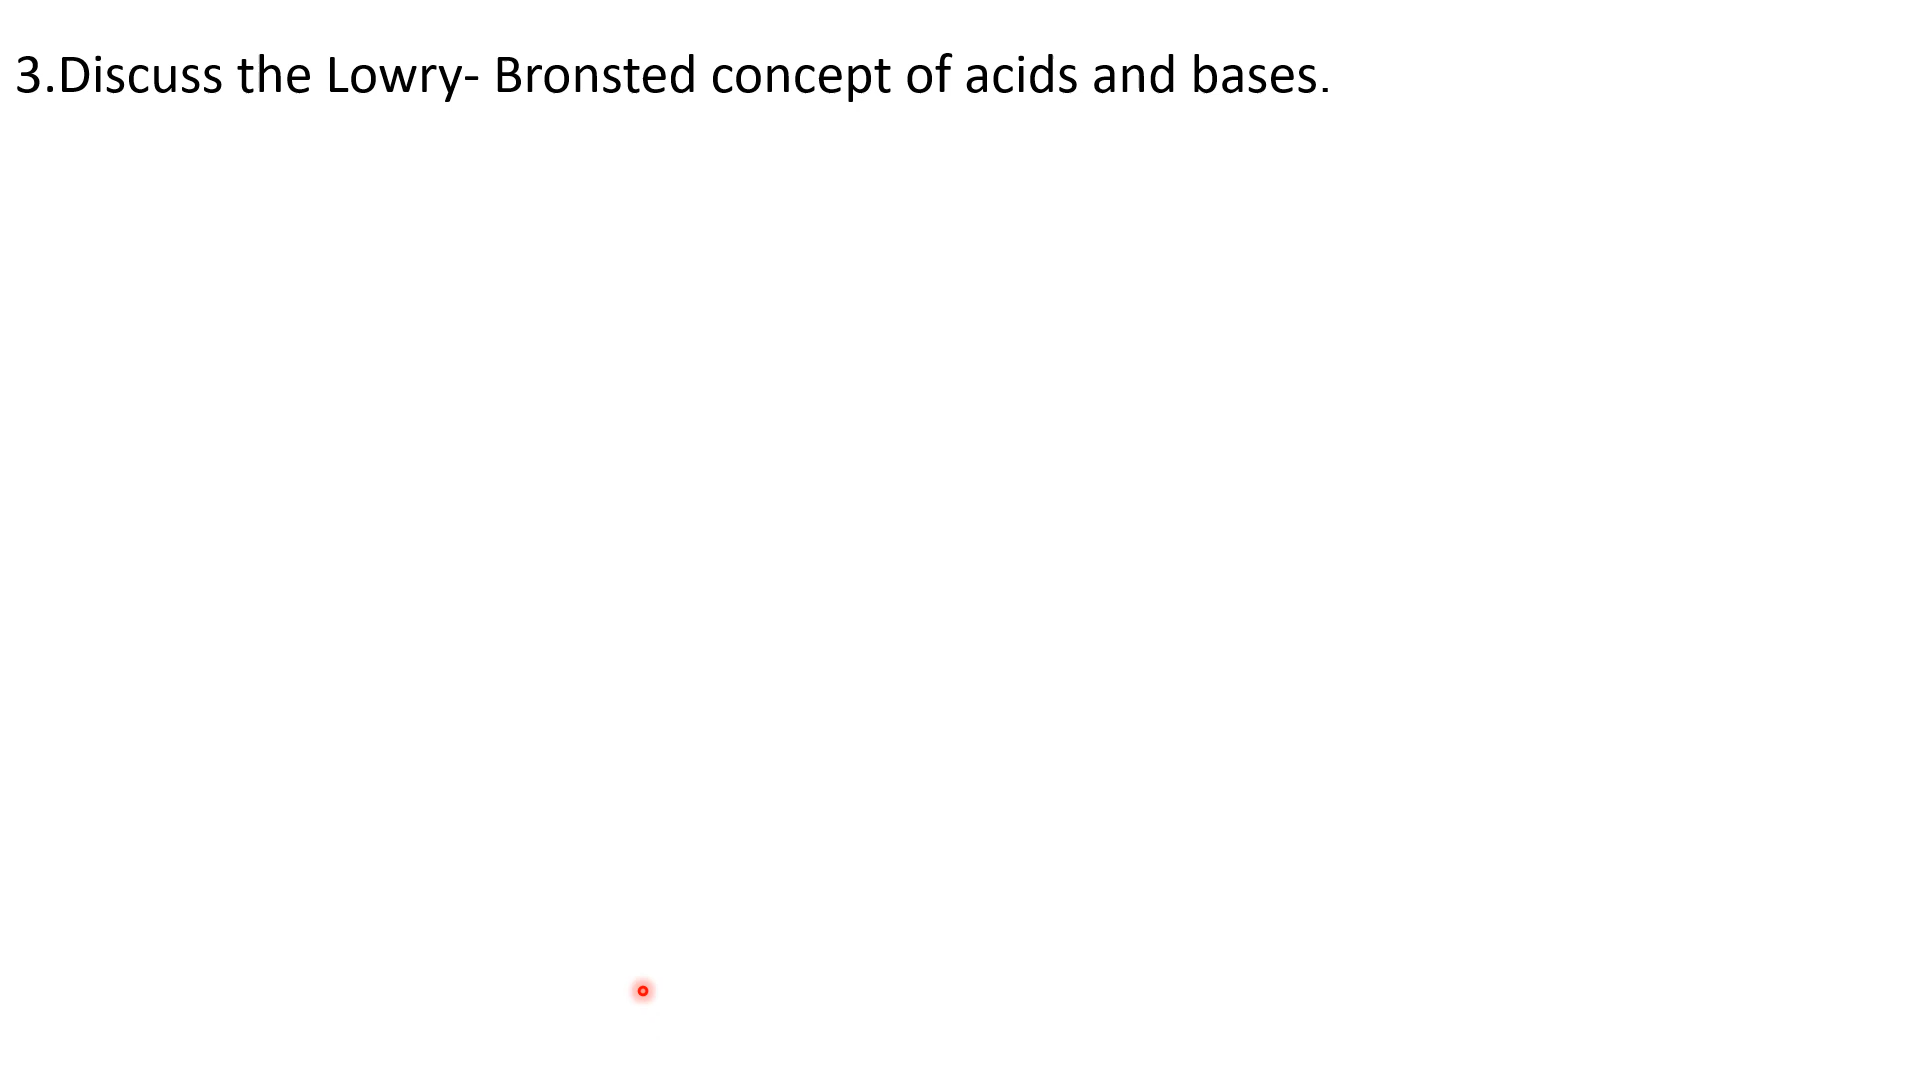 3.Discuss the Lowry- Bronsted concept of acids and bases.